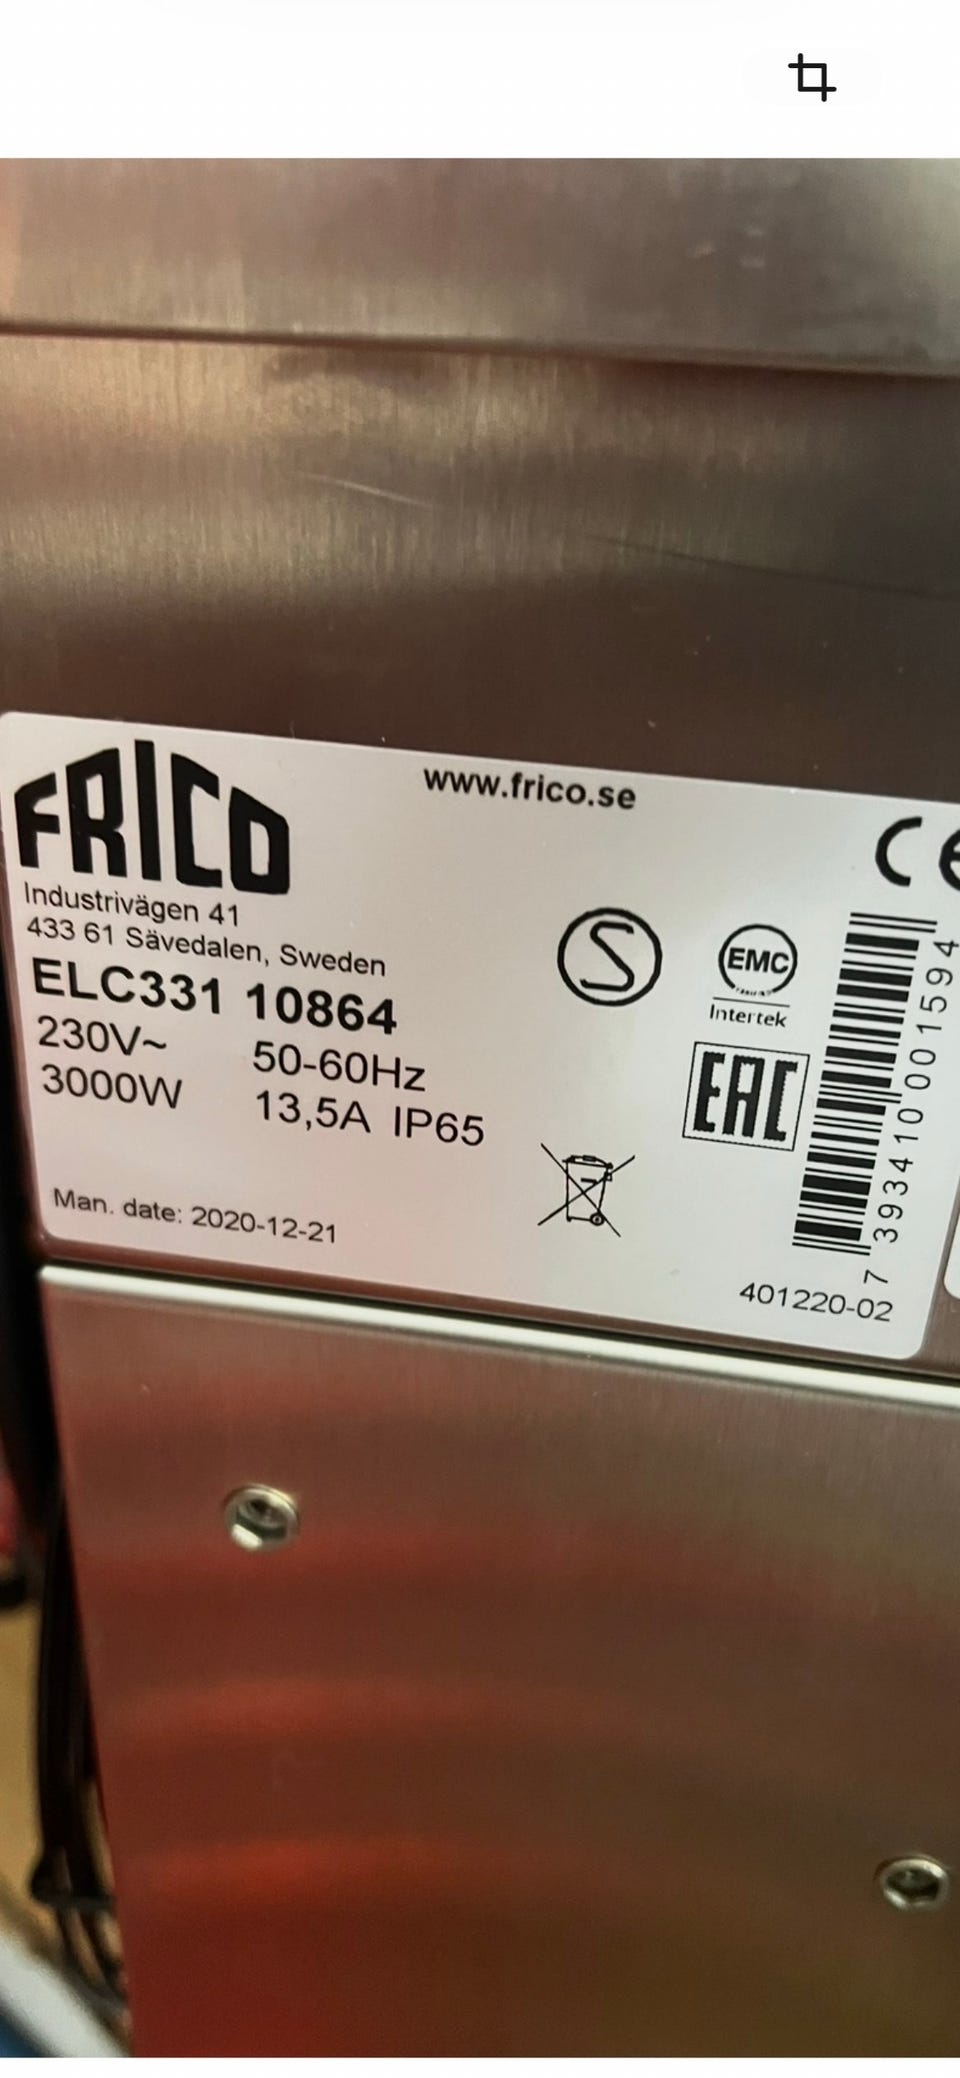 FRICO
www.frico.se
Industrivägen 41
433 61 Sävedalen, Sweden
ELC331 10864
230V~ 50-60Hz
3000W 13,5A IP65
Man. date: 2020-12-21
S
EMC
Intertek
EAC
CE
7 393410 001594
401220-02